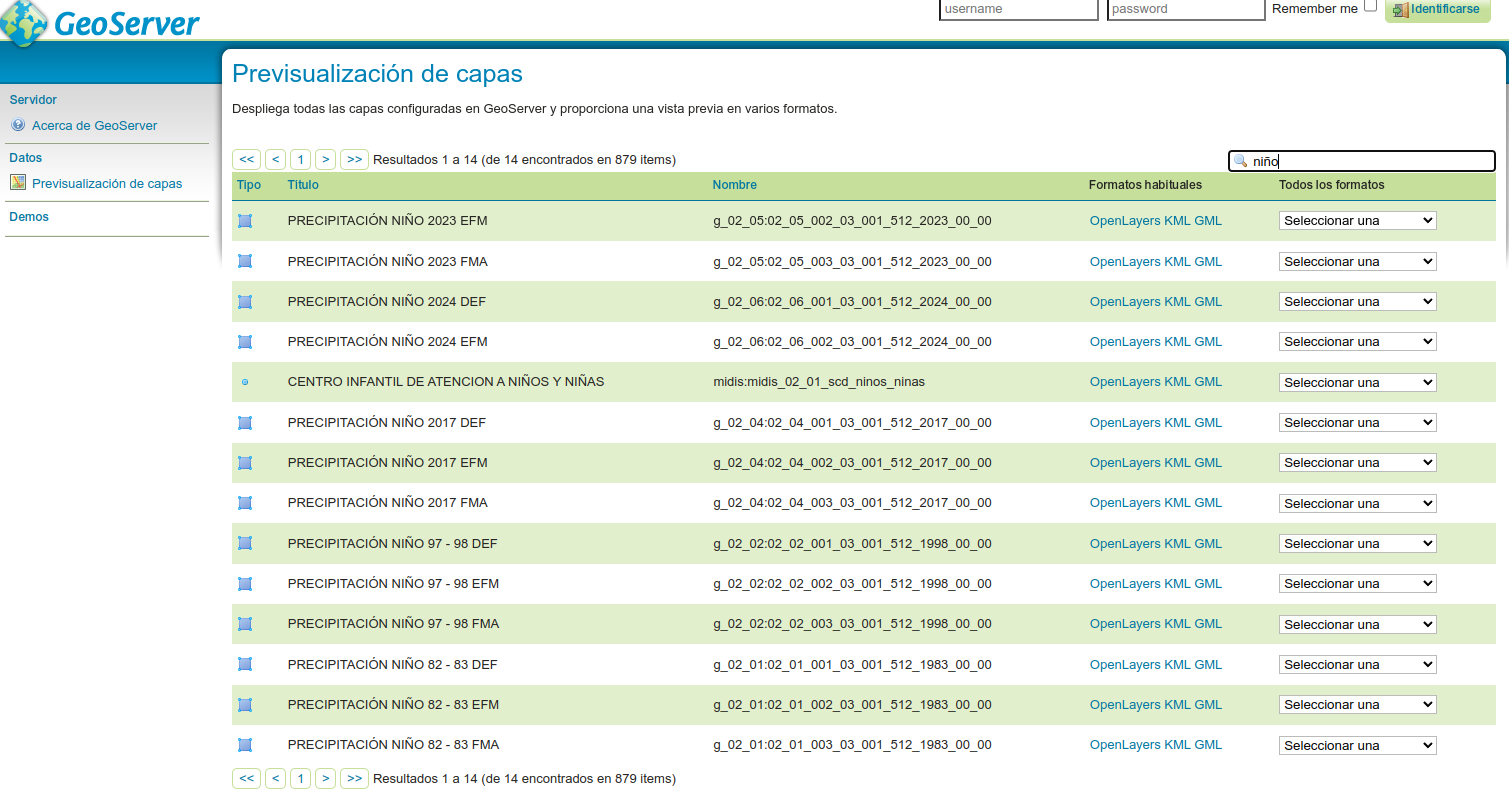 GeoServer
username password Remember me Identificarse
Servidor
Acerca de GeoServer
Datos
Previsualización de capas
Demos
Previsualización de capas
Despliega todas las capas configuradas en GeoServer y proporciona una vista previa en varios formatos.
<< < 1 > >> Resultados 1 a 14 (de 14 encontrados en 879 items) niño
Tipo Título Nombre Formatos habituales Todos los formatos
PRECIPITACIÓN NIÑO 2023 EFM g_02_05:02_05_002_03_001_512_2023_00_00 OpenLayers KML GML Seleccionar una
PRECIPITACIÓN NIÑO 2023 FMA g_02_05:02_05_003_03_001_512_2023_00_00 OpenLayers KML GML Seleccionar una
PRECIPITACIÓN NIÑO 2024 DEF g_02_06:02_06_001_03_001_512_2024_00_00 OpenLayers KML GML Seleccionar una
PRECIPITACIÓN NIÑO 2024 EFM g_02_06:02_06_002_03_001_512_2024_00_00 OpenLayers KML GML Seleccionar una
CENTRO INFANTIL DE ATENCION A NIÑOS Y NIÑAS midis:midis_02_01_scd_ninos_ninas OpenLayers KML GML Seleccionar una
PRECIPITACIÓN NIÑO 2017 DEF g_02_04:02_04_001_03_001_512_2017_00_00 OpenLayers KML GML Seleccionar una
PRECIPITACIÓN NIÑO 2017 EFM g_02_04:02_04_002_03_001_512_2017_00_00 OpenLayers KML GML Seleccionar una
PRECIPITACIÓN NIÑO 2017 FMA g_02_04:02_04_003_03_001_512_2017_00_00 OpenLayers KML GML Seleccionar una
PRECIPITACIÓN NIÑO 97 - 98 DEF g_02_02:02_02_001_03_001_512_1998_00_00 OpenLayers KML GML Seleccionar una
PRECIPITACIÓN NIÑO 97 - 98 EFM g_02_02:02_02_002_03_001_512_1998_00_00 OpenLayers KML GML Seleccionar una
PRECIPITACIÓN NIÑO 97 - 98 FMA g_02_02:02_02_003_03_001_512_1998_00_00 OpenLayers KML GML Seleccionar una
PRECIPITACIÓN NIÑO 82 - 83 DEF g_02_01:02_01_001_03_001_512_1983_00_00 OpenLayers KML GML Seleccionar una
PRECIPITACIÓN NIÑO 82 - 83 EFM g_02_01:02_01_002_03_001_512_1983_00_00 OpenLayers KML GML Seleccionar una
PRECIPITACIÓN NIÑO 82 - 83 FMA g_02_01:02_01_003_03_001_512_1983_00_00 OpenLayers KML GML Seleccionar una
<< < 1 > >> Resultados 1 a 14 (de 14 encontrados en 879 items)